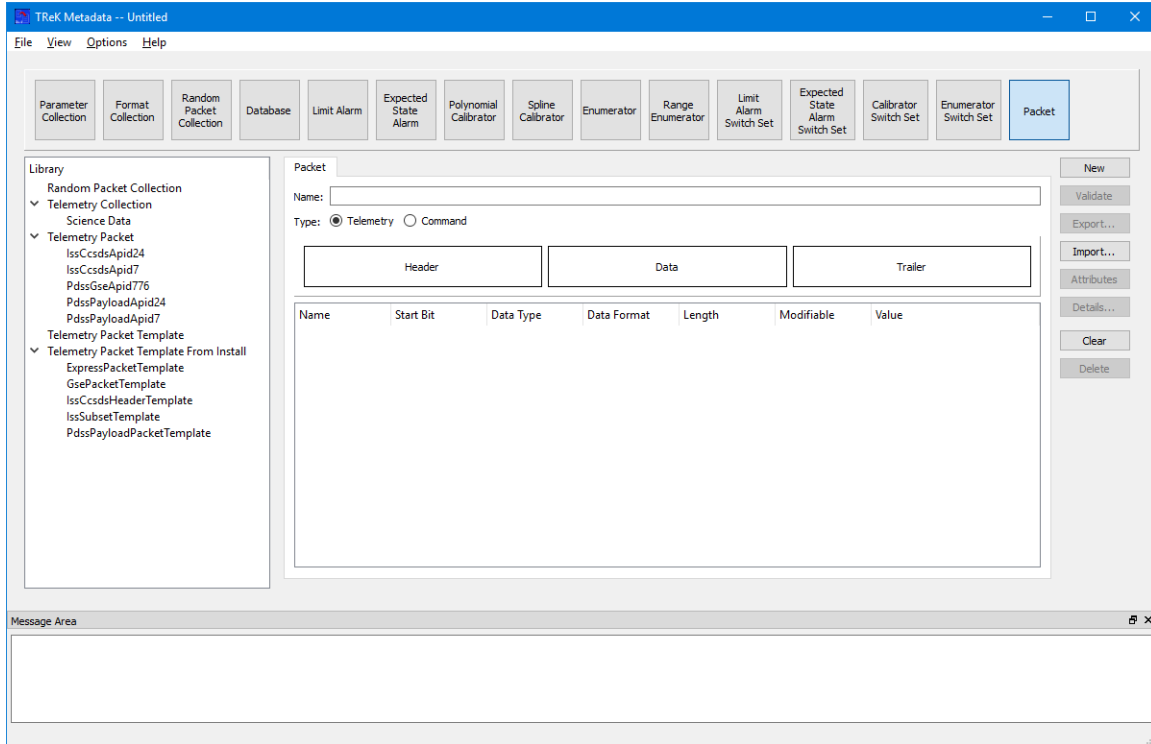 TReK Metadata -- Untitled
File View Options Help
Parameter Collection
Format Collection
Random Packet Collection
Database
Limit Alarm
Expected State Alarm
Polynomial Calibrator
Spline Calibrator
Enumerator
Range Enumerator
Limit Alarm Switch Set
Expected State Alarm Switch Set
Calibrator Switch Set
Enumerator Switch Set
Packet
Library
Random Packet Collection
Telemetry Collection
Science Data
Telemetry Packet
IssCcsdsApid24
IssCcsdsApid7
PdssGseApid776
PdssPayloadApid24
PdssPayloadApid7
Telemetry Packet Template
Telemetry Packet Template From Install
ExpressPacketTemplate
GsePacketTemplate
IssCcsdsHeaderTemplate
IssSubsetTemplate
PdssPayloadPacketTemplate
Packet
Name:
Type: Telemetry Command
Header Data Trailer
Name Start Bit Data Type Data Format Length Modifiable Value
New
Validate
Export...
Import...
Attributes
Details...
Clear
Delete
Message Area